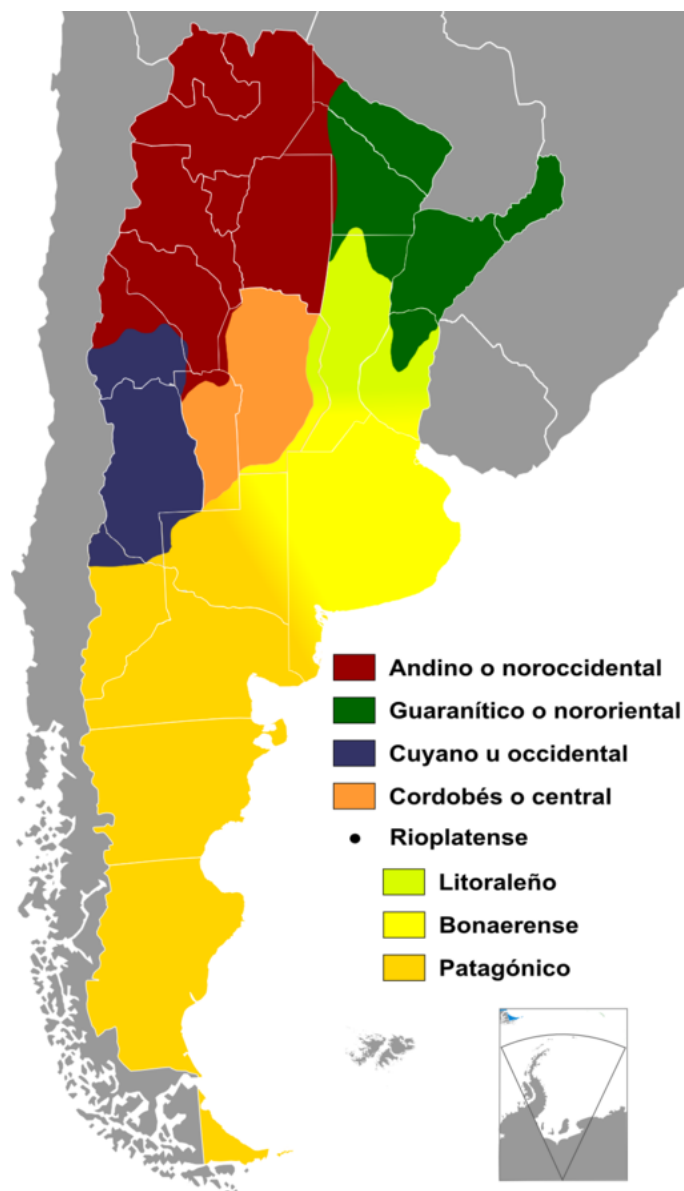 Andino o noroccidental
Guaranítico o nororiental
Cuyano u occidental
Cordobés o central
Rioplatense
Litoraleño
Bonaerense
Patagónico